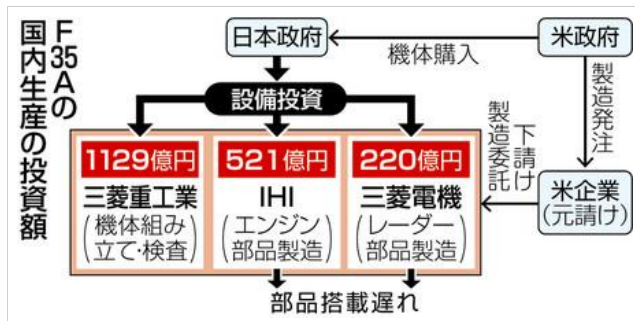 F35Aの
国内生産の投資額
日本政府
米政府
機体購入
設備投資
製造発注
1129億円
三菱重工業
(機体組み
立て・検査)
521億円
IHI
(エンジン
部品製造)
220億円
三菱電機
(レーダー
部品製造)
下請け
製造委託
米企業
(元請け)
部品搭載遅れ